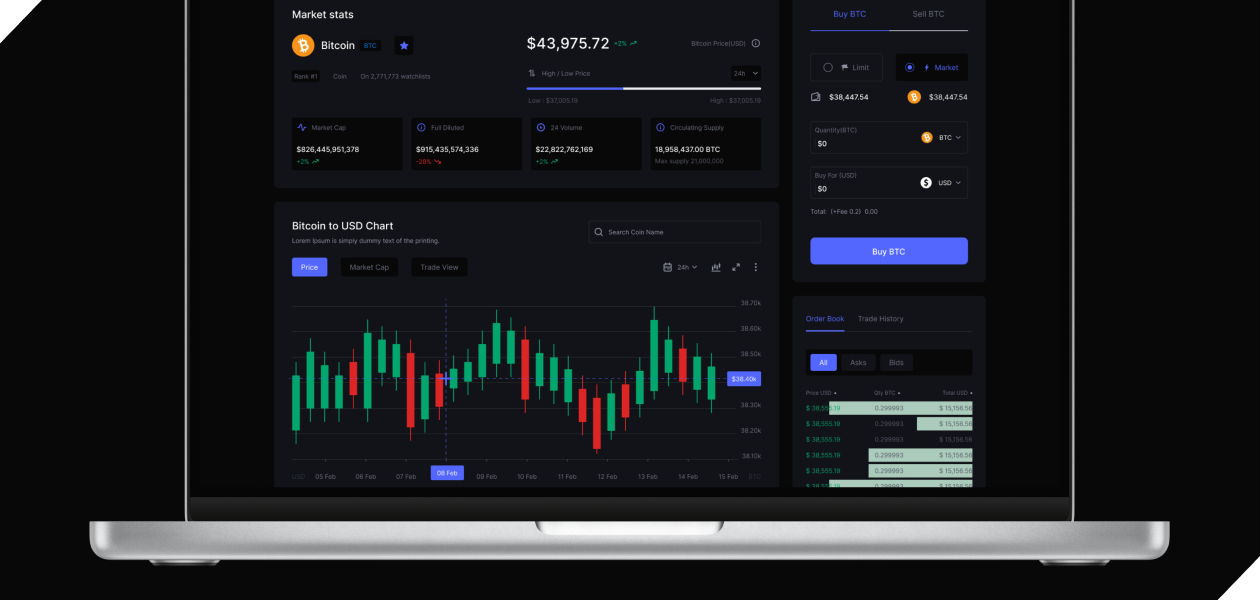 Market stats
Bitcoin BTC
$43,975.72 +2%
Bitcoin Price(USD)
Rank #1 Coin On 2,771,773 watchlists
High / Low Price 24h
Low : $37,005.19 High : $37,005.19
Market Cap
$826,445,951,378
+2%
Full Diluted
$915,435,574,336
-28%
24 Volume
$22,822,762,169
+2%
Circulating Supply
18,958,437.00 BTC
Max supply 21,000,000
Bitcoin to USD Chart
Lorem Ipsum is simply dummy text of the printing.
Search Coin Name
Price Market Cap Trade View
24h
38.70k
38.60k
38.50k
$38.40k
38.30k
38.20k
38.10k
USD 05 Feb 06 Feb 07 Feb 08 Feb 09 Feb 10 Feb 11 Feb 12 Feb 13 Feb 14 Feb 15 Feb BTC
Buy BTC Sell BTC
Limit Market
$38,447.54 $38,447.54
Quantity(BTC)
$0 BTC
Buy For (USD)
$0 USD
Total: (+Fee 0.2) 0.00
Buy BTC
Order Book Trade History
All Asks Bids
Price USD Qty BTC Total USD
$ 38,555.19 0.299993 $ 15,156.56
$ 38,555.19 0.299993 $ 15,156.56
$ 38,555.19 0.299993 $ 15,156.56
$ 38,555.19 0.299993 $ 15,156.56
$ 38,555.19 0.299993 $ 15,156.56
$ 38,555.19 0.299993 $ 15,156.56